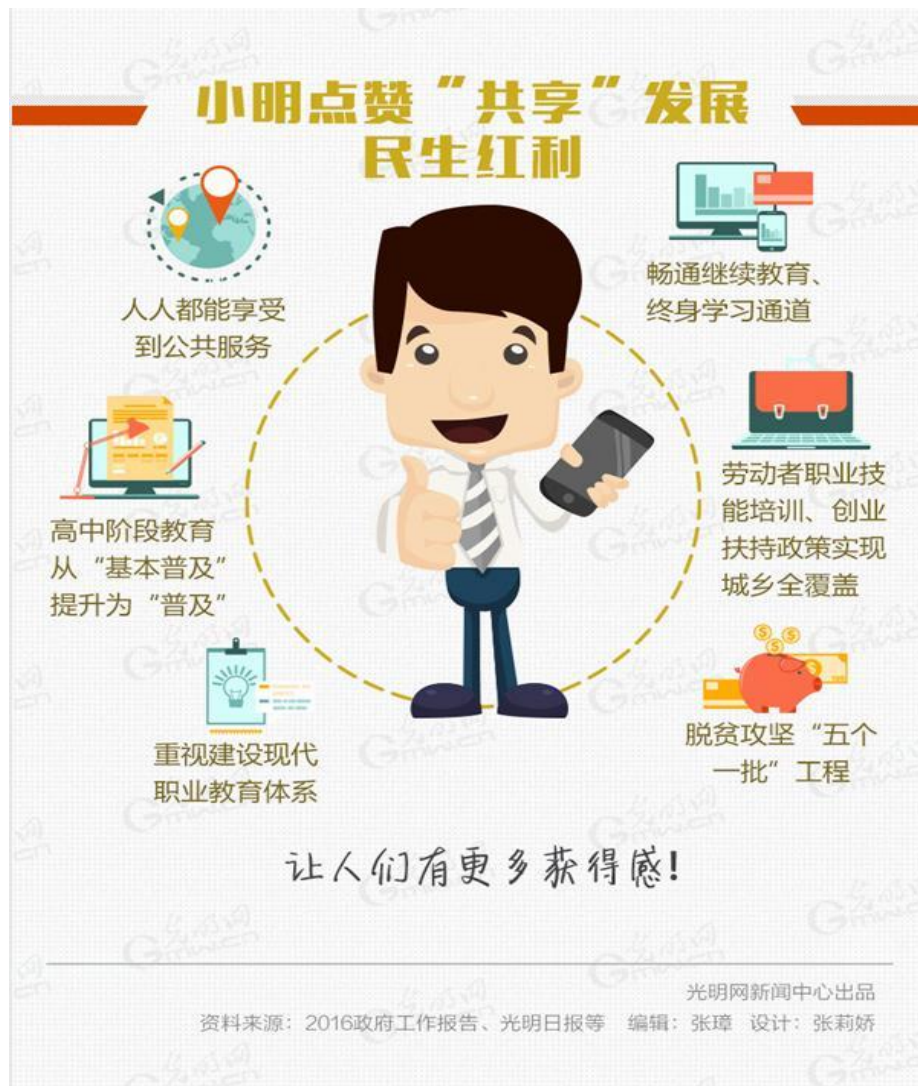 小明点赞“共享”发展
民生红利
人人都能享受
到公共服务
畅通继续教育、
终身学习通道
高中阶段教育
从“基本普及”
提升为“普及”
劳动者职业技
能培训、创业
扶持政策实现
城乡全覆盖
重视建设现代
职业教育体系
脱贫攻坚“五个
一批”工程
让人们有更多获得感!
光明网新闻中心出品
资料来源：2016政府工作报告、光明日报等 编辑：张璋 设计：张莉娇
光明网
Gmw.cn